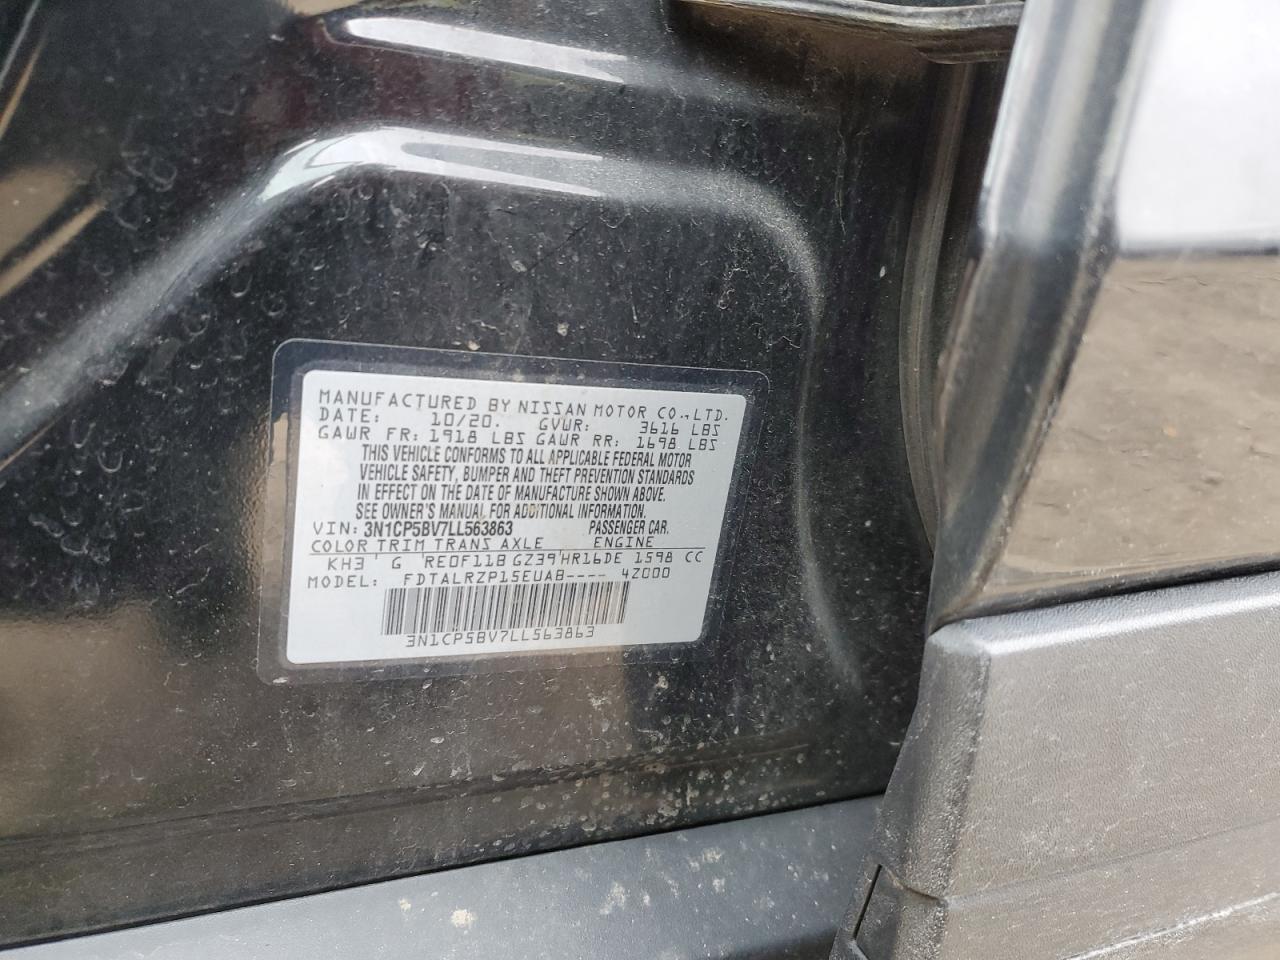 MANUFACTURED BY NISSAN MOTOR CO.,LTD.
DATE: 10/20. GVWR: 3616 LBS
GAWR FR: 1918 LBS GAWR RR: 1698 LBS
THIS VEHICLE CONFORMS TO ALL APPLICABLE FEDERAL MOTOR
VEHICLE SAFETY, BUMPER AND THEFT PREVENTION STANDARDS
IN EFFECT ON THE DATE OF MANUFACTURE SHOWN ABOVE.
SEE OWNER'S MANUAL FOR ADDITIONAL INFORMATION.
VIN: 3N1CP5BV7LL563863 PASSENGER CAR.
COLOR TRIM TRANS AXLE ENGINE
KH3 G RE0F11B GZ39 HR16DE 1598 CC
MODEL: FDTALRZP15EUAB---- 4Z000
3N1CP5BV7LL563863